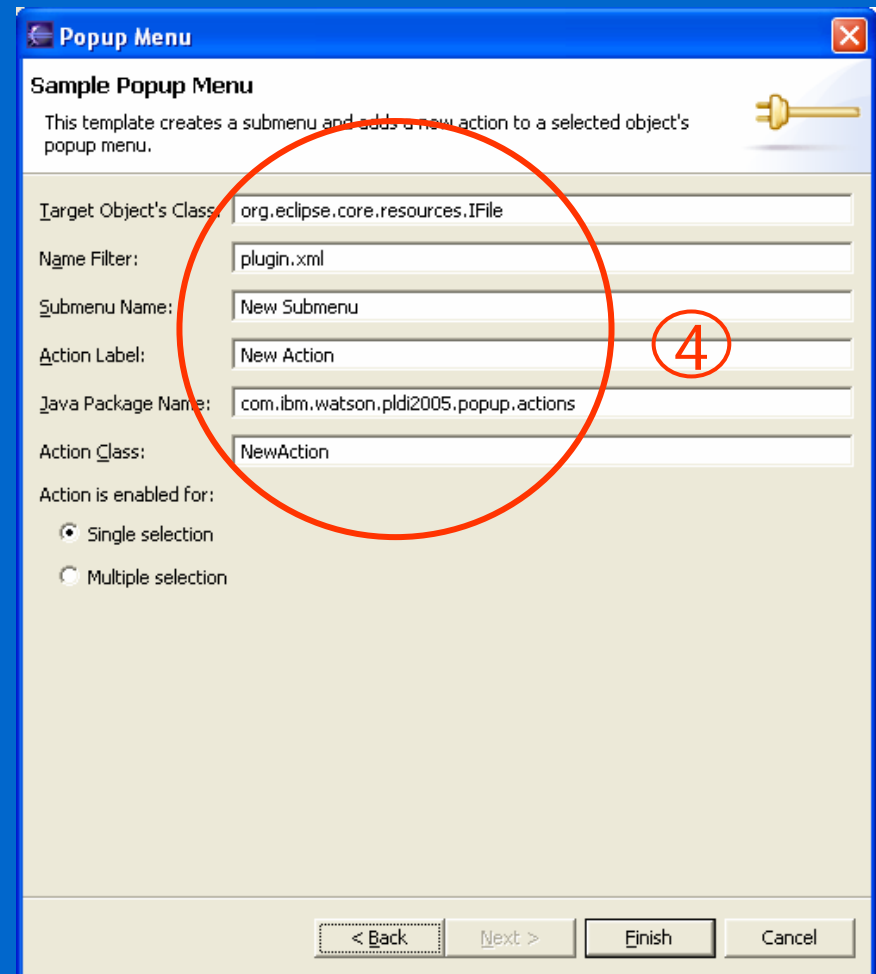 Popup Menu
Sample Popup Menu
This template creates a submenu and adds a new action to a selected object's
popup menu.
Target Object's Class: org.eclipse.core.resources.IFile
Name Filter: plugin.xml
Submenu Name: New Submenu
Action Label: New Action
④
Java Package Name: com.ibm.watson.pldi2005.popup.actions
Action Class: NewAction
Action is enabled for:
Single selection
Multiple selection
< Back Next > Finish Cancel